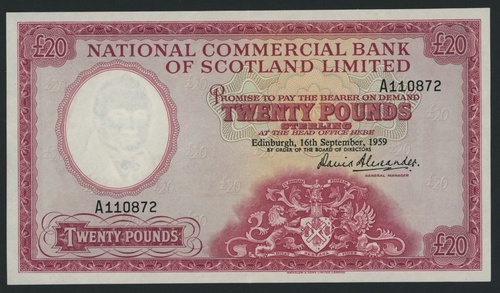 £20
£20
NATIONAL COMMERCIAL BANK
OF SCOTLAND LIMITED
A110872
PROMISE TO PAY THE BEARER ON DEMAND
TWENTY POUNDS
STERLING
AT THE HEAD OFFICE HERE
Edinburgh, 16th September, 1959
BY ORDER OF THE BOARD OF DIRECTORS
David Alexander
GENERAL MANAGER
A110872
TWENTY POUNDS
£20